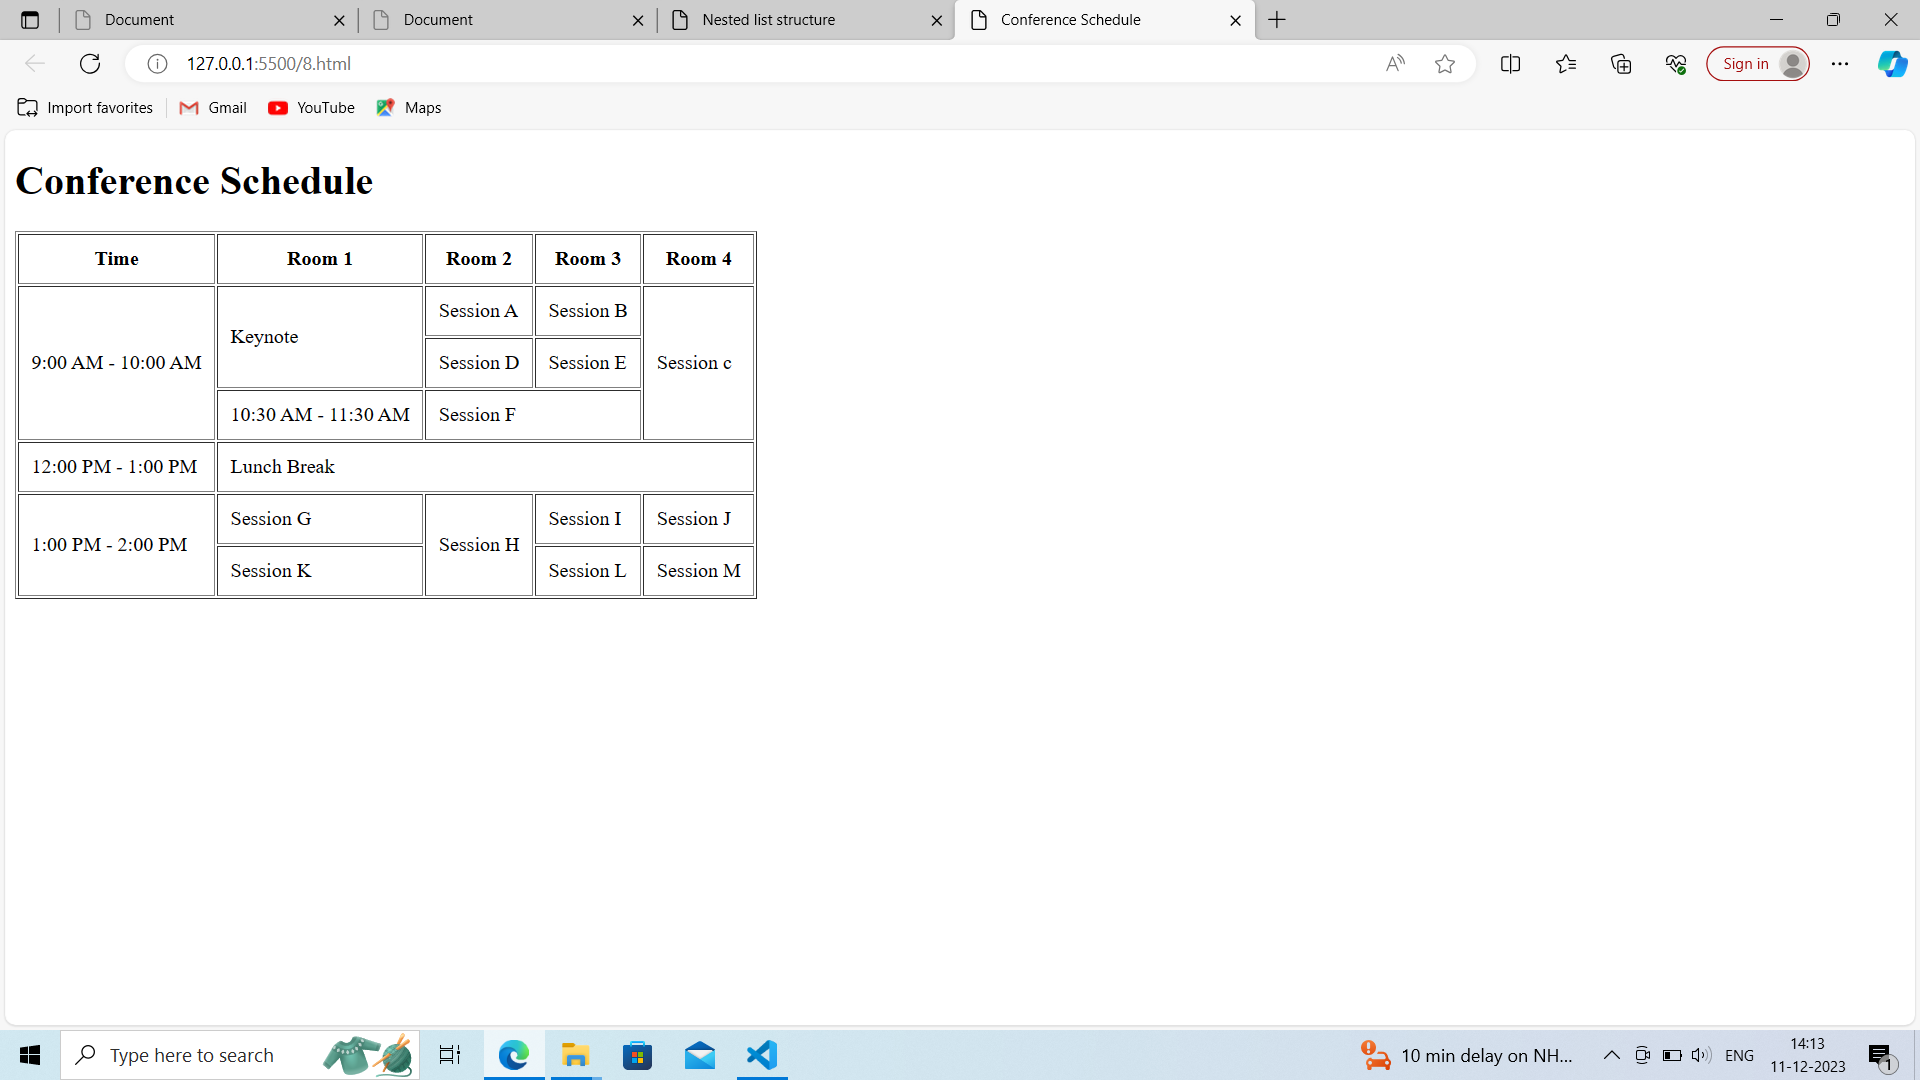 Document
Document
Nested list structure
Conference Schedule
127.0.0.1:5500/8.html
Sign in
Import favorites
Gmail
YouTube
Maps
Conference Schedule
Time Room 1 Room 2 Room 3 Room 4
9:00 AM - 10:00 AM Keynote Session A Session B Session c
Session D Session E
10:30 AM - 11:30 AM Session F
12:00 PM - 1:00 PM Lunch Break
1:00 PM - 2:00 PM Session G Session H Session I Session J
Session K Session L Session M
Type here to search
10 min delay on NH...
ENG
14:13
11-12-2023
1